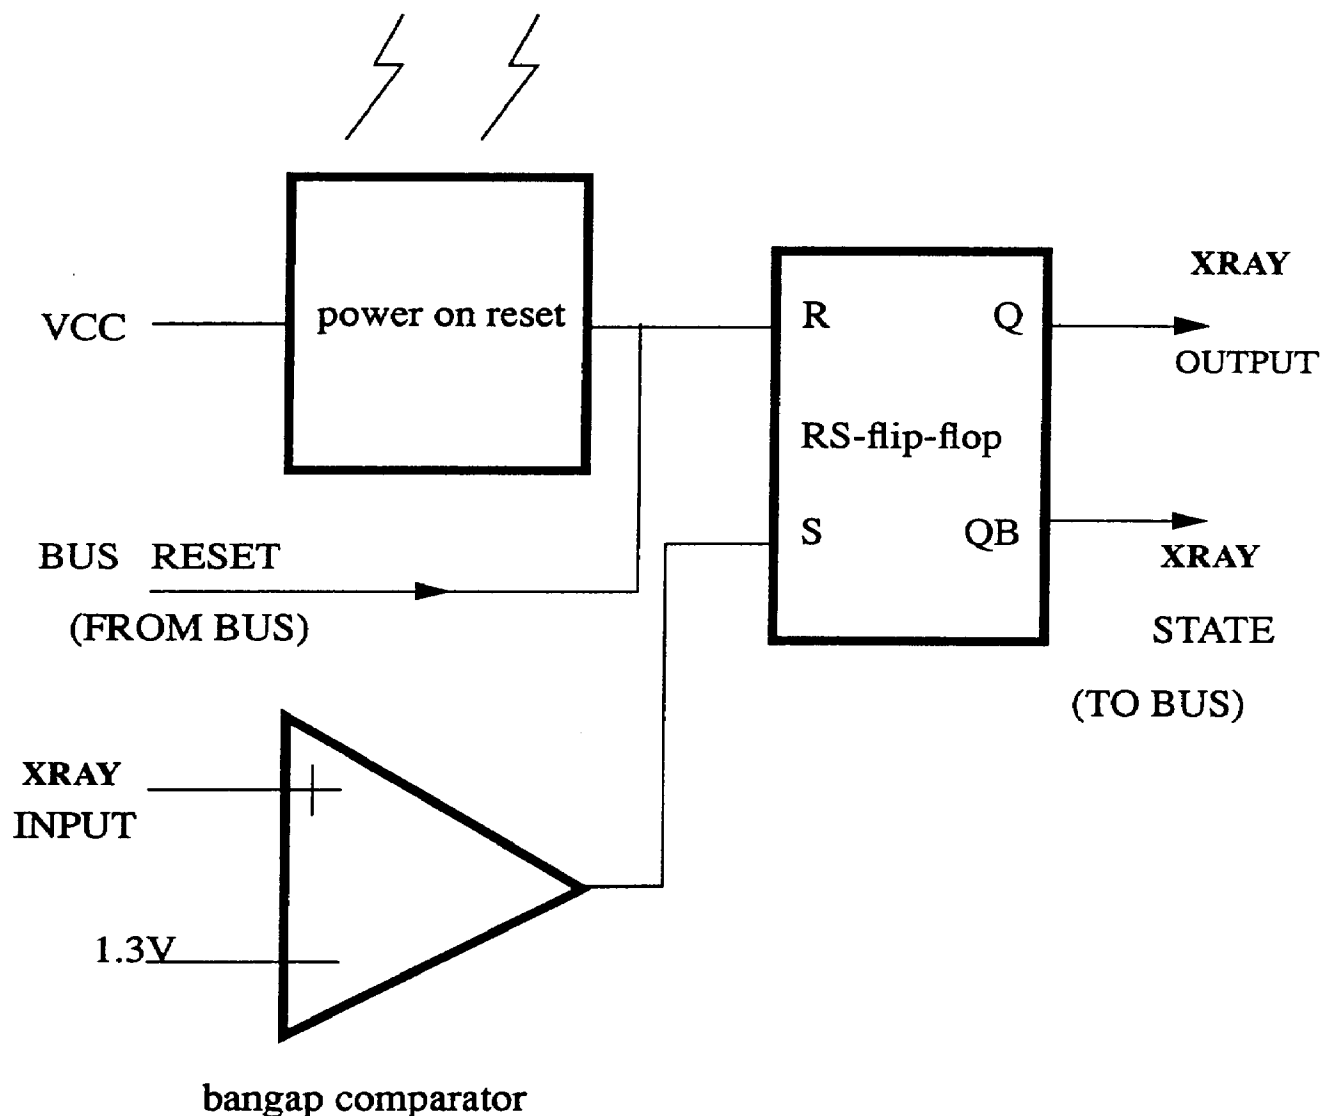 XRAY
power on reset
R
Q
VCC
OUTPUT
RS-flip-flop
S
QB
BUS RESET
XRAY
(FROM BUS)
STATE
(TO BUS)
XRAY
INPUT
1.3V
bangap comparator